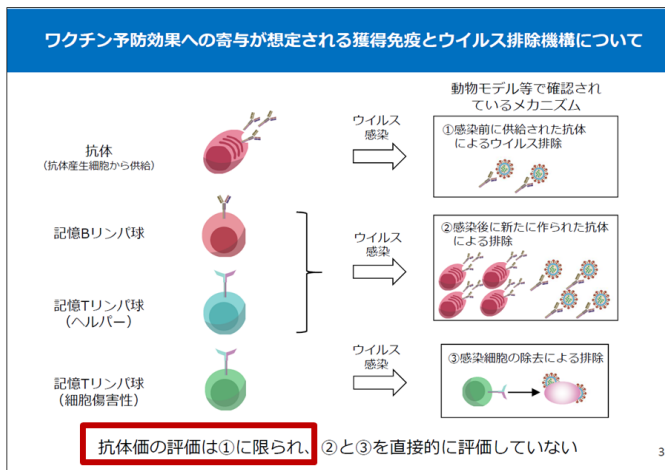 ワクチン予防効果への寄与が想定される獲得免疫とウイルス排除機構について
動物モデル等で確認され
ているメカニズム
抗体
(抗体産生細胞から供給)
ウイルス
感染
①感染前に供給された抗体
によるウイルス排除
記憶Bリンパ球
記憶Tリンパ球
(ヘルパー)
ウイルス
感染
②感染後に新たに作られた抗体
による排除
記憶Tリンパ球
(細胞傷害性)
ウイルス
感染
③感染細胞の除去による排除
抗体価の評価は①に限られ、②と③を直接的に評価していない
3